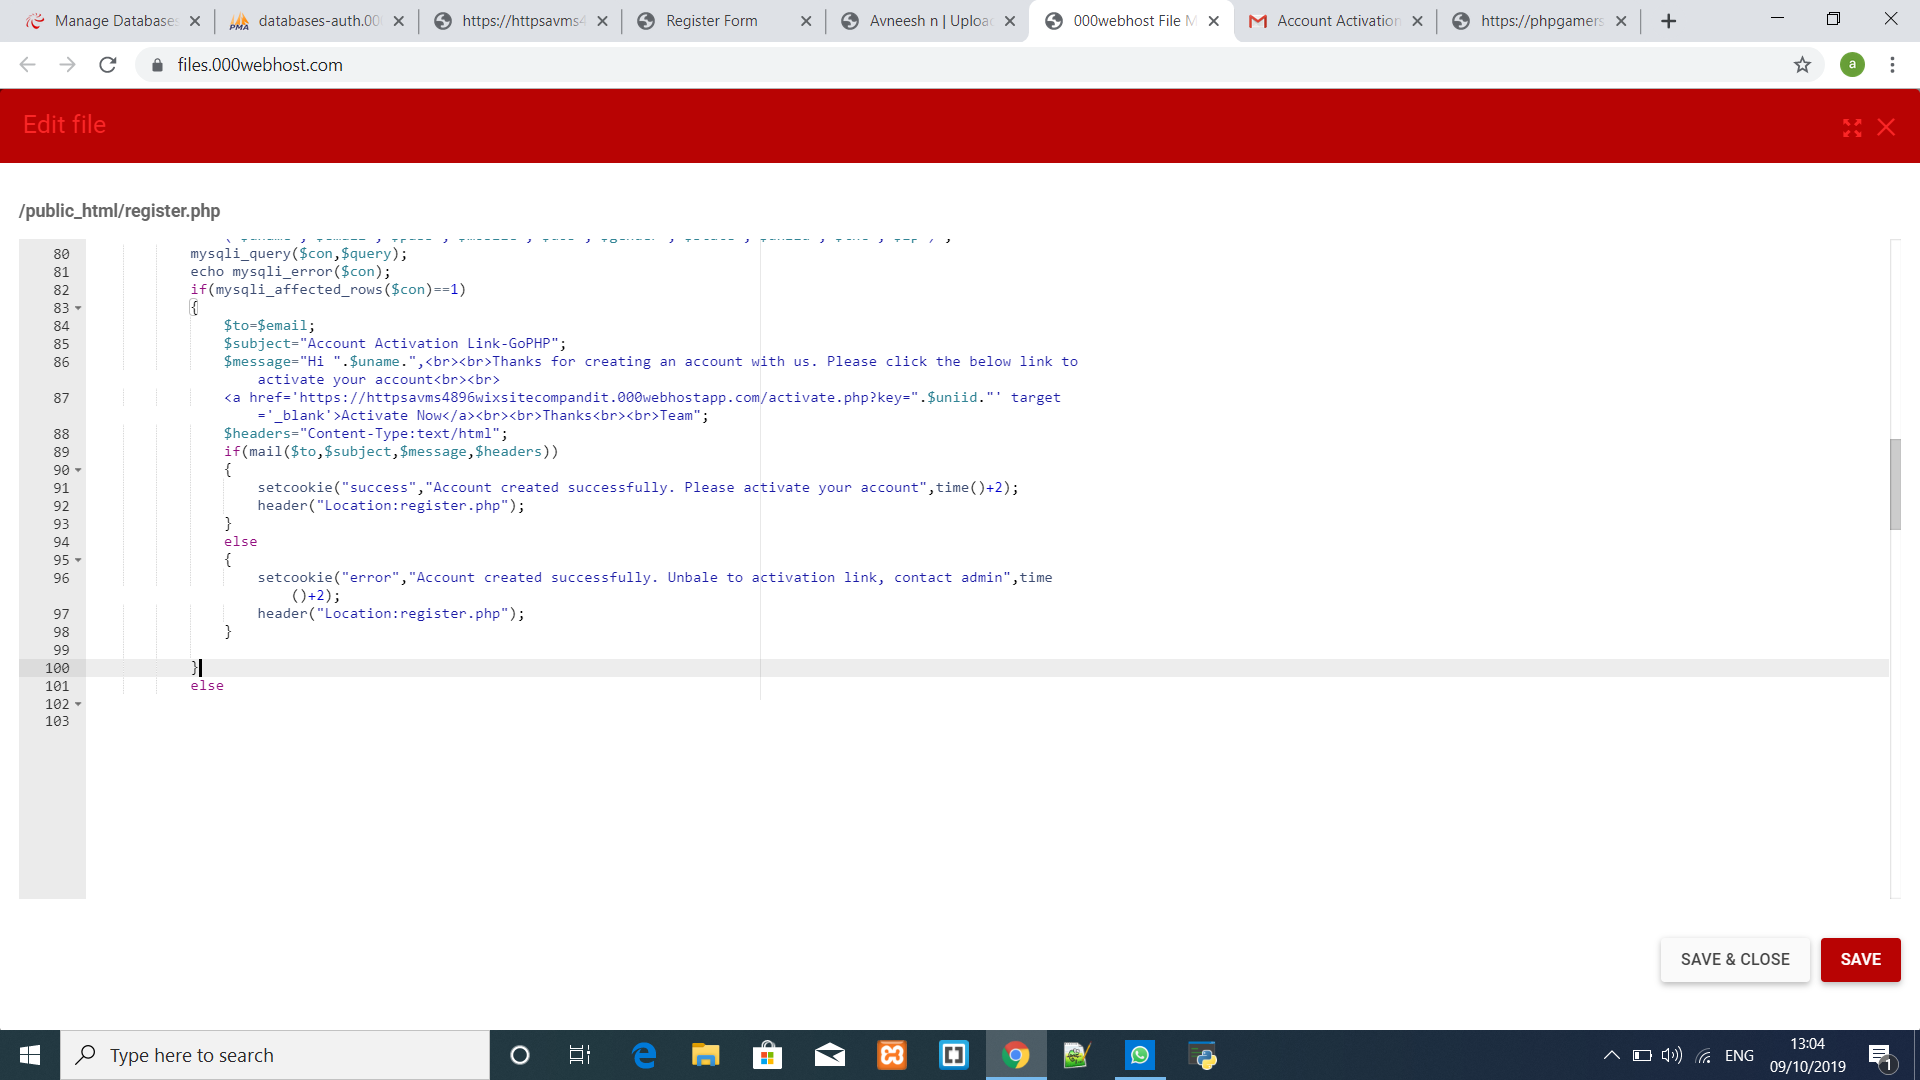 Manage Databases
databases-auth.00
https://httpsavms4
Register Form
Avneesh n | Uploa
000webhost File M
Account Activation
https://phpgamers
files.000webhost.com
a
Edit file
/public_html/register.php
80 mysqli_query($con,$query);
81 echo mysqli_error($con);
82 if(mysqli_affected_rows($con)==1)
83 {
84 $to=$email;
85 $subject="Account Activation Link-GoPHP";
86 $message="Hi ".$uname.",<br><br>Thanks for creating an account with us. Please click the below link to
activate your account<br><br>
87 <a href='https://httpsavms4896wixsitecompandit.000webhostapp.com/activate.php?key=".$uniid."' target
='_blank'>Activate Now</a><br><br>Thanks<br><br>Team";
88 $headers="Content-Type:text/html";
89 if(mail($to,$subject,$message,$headers))
90 {
91 setcookie("success","Account created successfully. Please activate your account",time()+2);
92 header("Location:register.php");
93 }
94 else
95 {
96 setcookie("error","Account created successfully. Unbale to activation link, contact admin",time
()+2);
97 header("Location:register.php");
98 }
99
100 }
101 else
102
103
SAVE & CLOSE
SAVE
Type here to search
ENG
13:04
09/10/2019
1